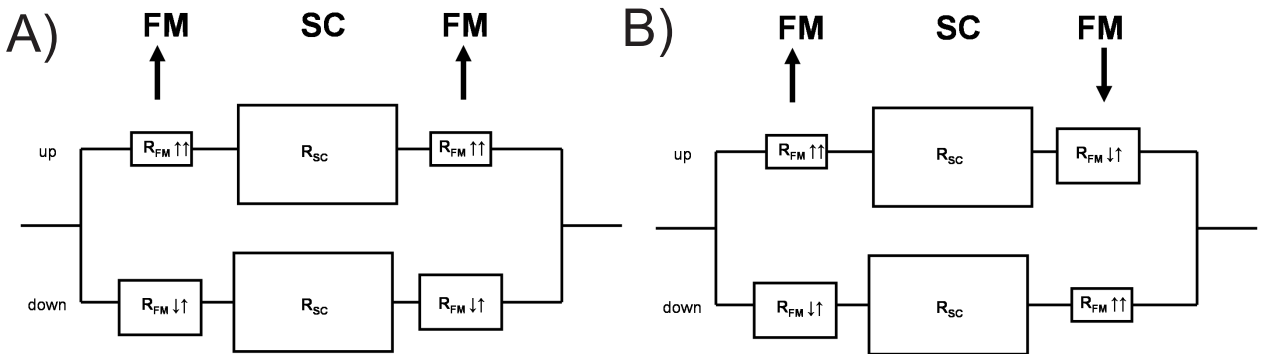 A)
FM SC FM
up
R_FM ↑↑ R_SC R_FM ↑↑
down
R_FM ↓↑ R_SC R_FM ↓↑
B)
FM SC FM
up
R_FM ↑↑ R_SC R_FM ↓↑
down
R_FM ↓↑ R_SC R_FM ↑↑